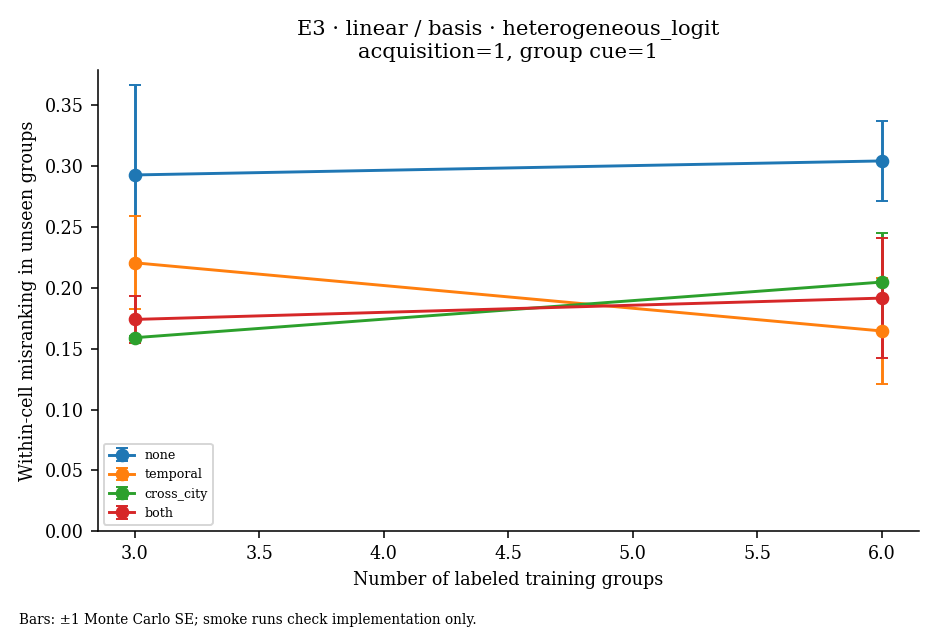 E3 · linear / basis · heterogeneous_logit
acquisition=1, group cue=1
Within-cell misranking in unseen groups
0.35
0.30
0.25
0.20
0.15
0.10
0.05
0.00
none
temporal
cross_city
both
3.0 3.5 4.0 4.5 5.0 5.5 6.0
Number of labeled training groups
Bars: ±1 Monte Carlo SE; smoke runs check implementation only.